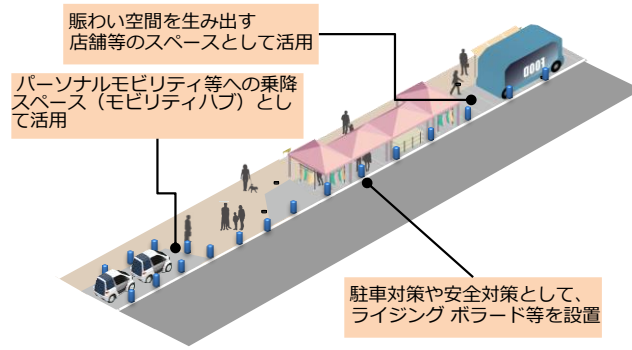 賑わい空間を生み出す
店舗等のスペースとして活用
パーソナルモビリティ等への乗降
スペース（モビリティハブ）とし
て活用
FOOD
駐車対策や安全対策として、
ライジング ボラード等を設置